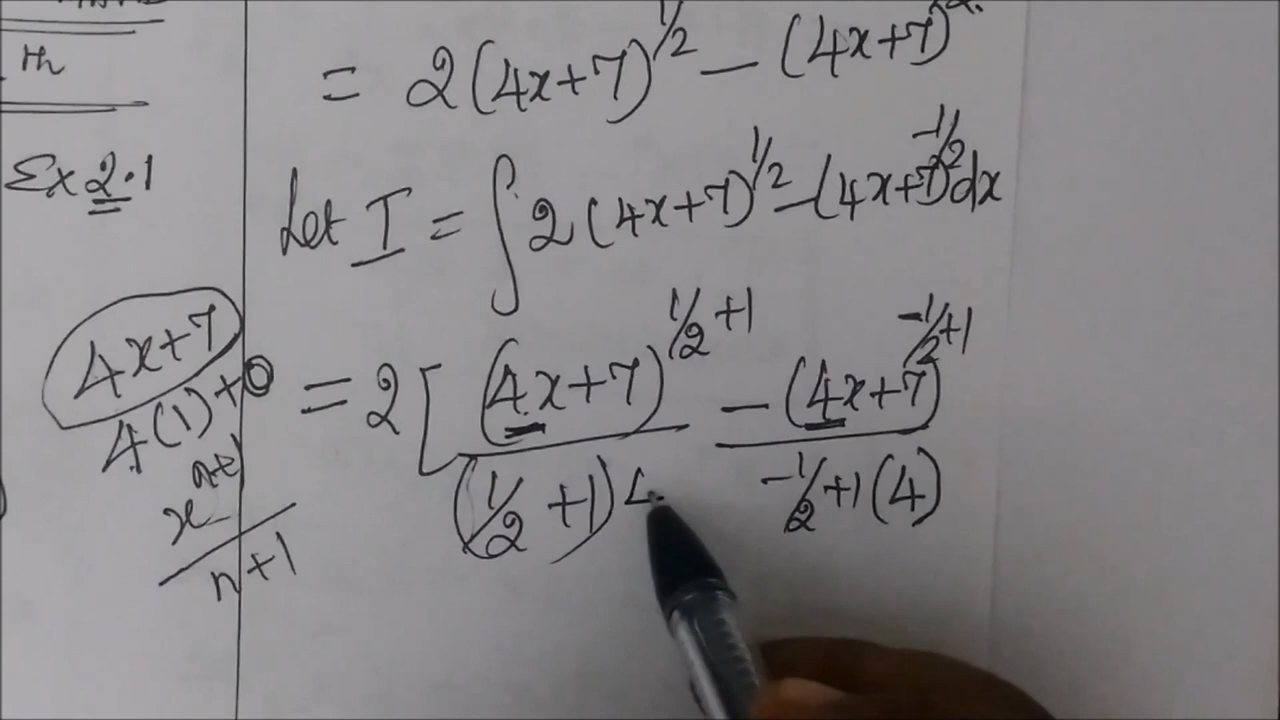 th
Ex 2.1
= 2(4x+7)^{1/2} - (4x+7)
Let I = ∫ 2(4x+7)^{1/2} - (4x+7)^{-1/2} dx
= 2[ (4x+7)^{1/2+1} / (1/2+1)4 - (4x+7)^{-1/2+1} / -1/2+1(4)
4x+7
4(1)+0
x^{n+1} / n+1